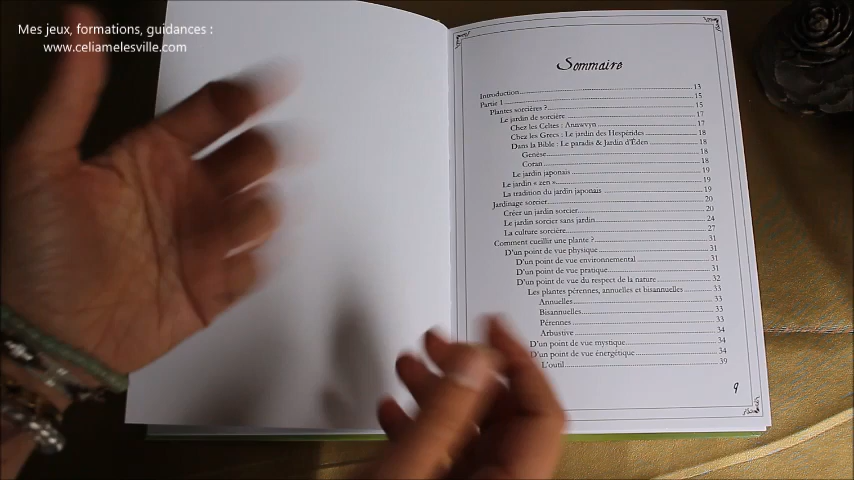 Mes jeux, formations, guidances :
www.celiamelesville.com
Sommaire
Introduction 13
Partie 1 15
Plantes sorcières ? 15
Le jardin de sorcière 17
Chez les Celtes : Annwvyn 17
Chez les Grecs : Le jardin des Hespérides 18
Dans la Bible : Le paradis & Jardin d'Éden 18
Genèse 18
Coran 18
Le jardin japonais 19
Le jardin « zen » 19
La tradition du jardin japonais 19
Jardinage sorcier 20
Créer un jardin sorcier 20
Le jardin sorcier sans jardin 24
La culture sorcière 27
Comment cueillir une plante ? 31
D'un point de vue physique 31
D'un point de vue environnemental 31
D'un point de vue pratique 31
D'un point de vue du respect de la nature 32
Les plantes pérennes, annuelles et bisannuelles 33
Annuelles 33
Bisannuelles 33
Pérennes 33
Arbustive 34
D'un point de vue mystique 34
D'un point de vue énergétique 34
L'outil 39
9